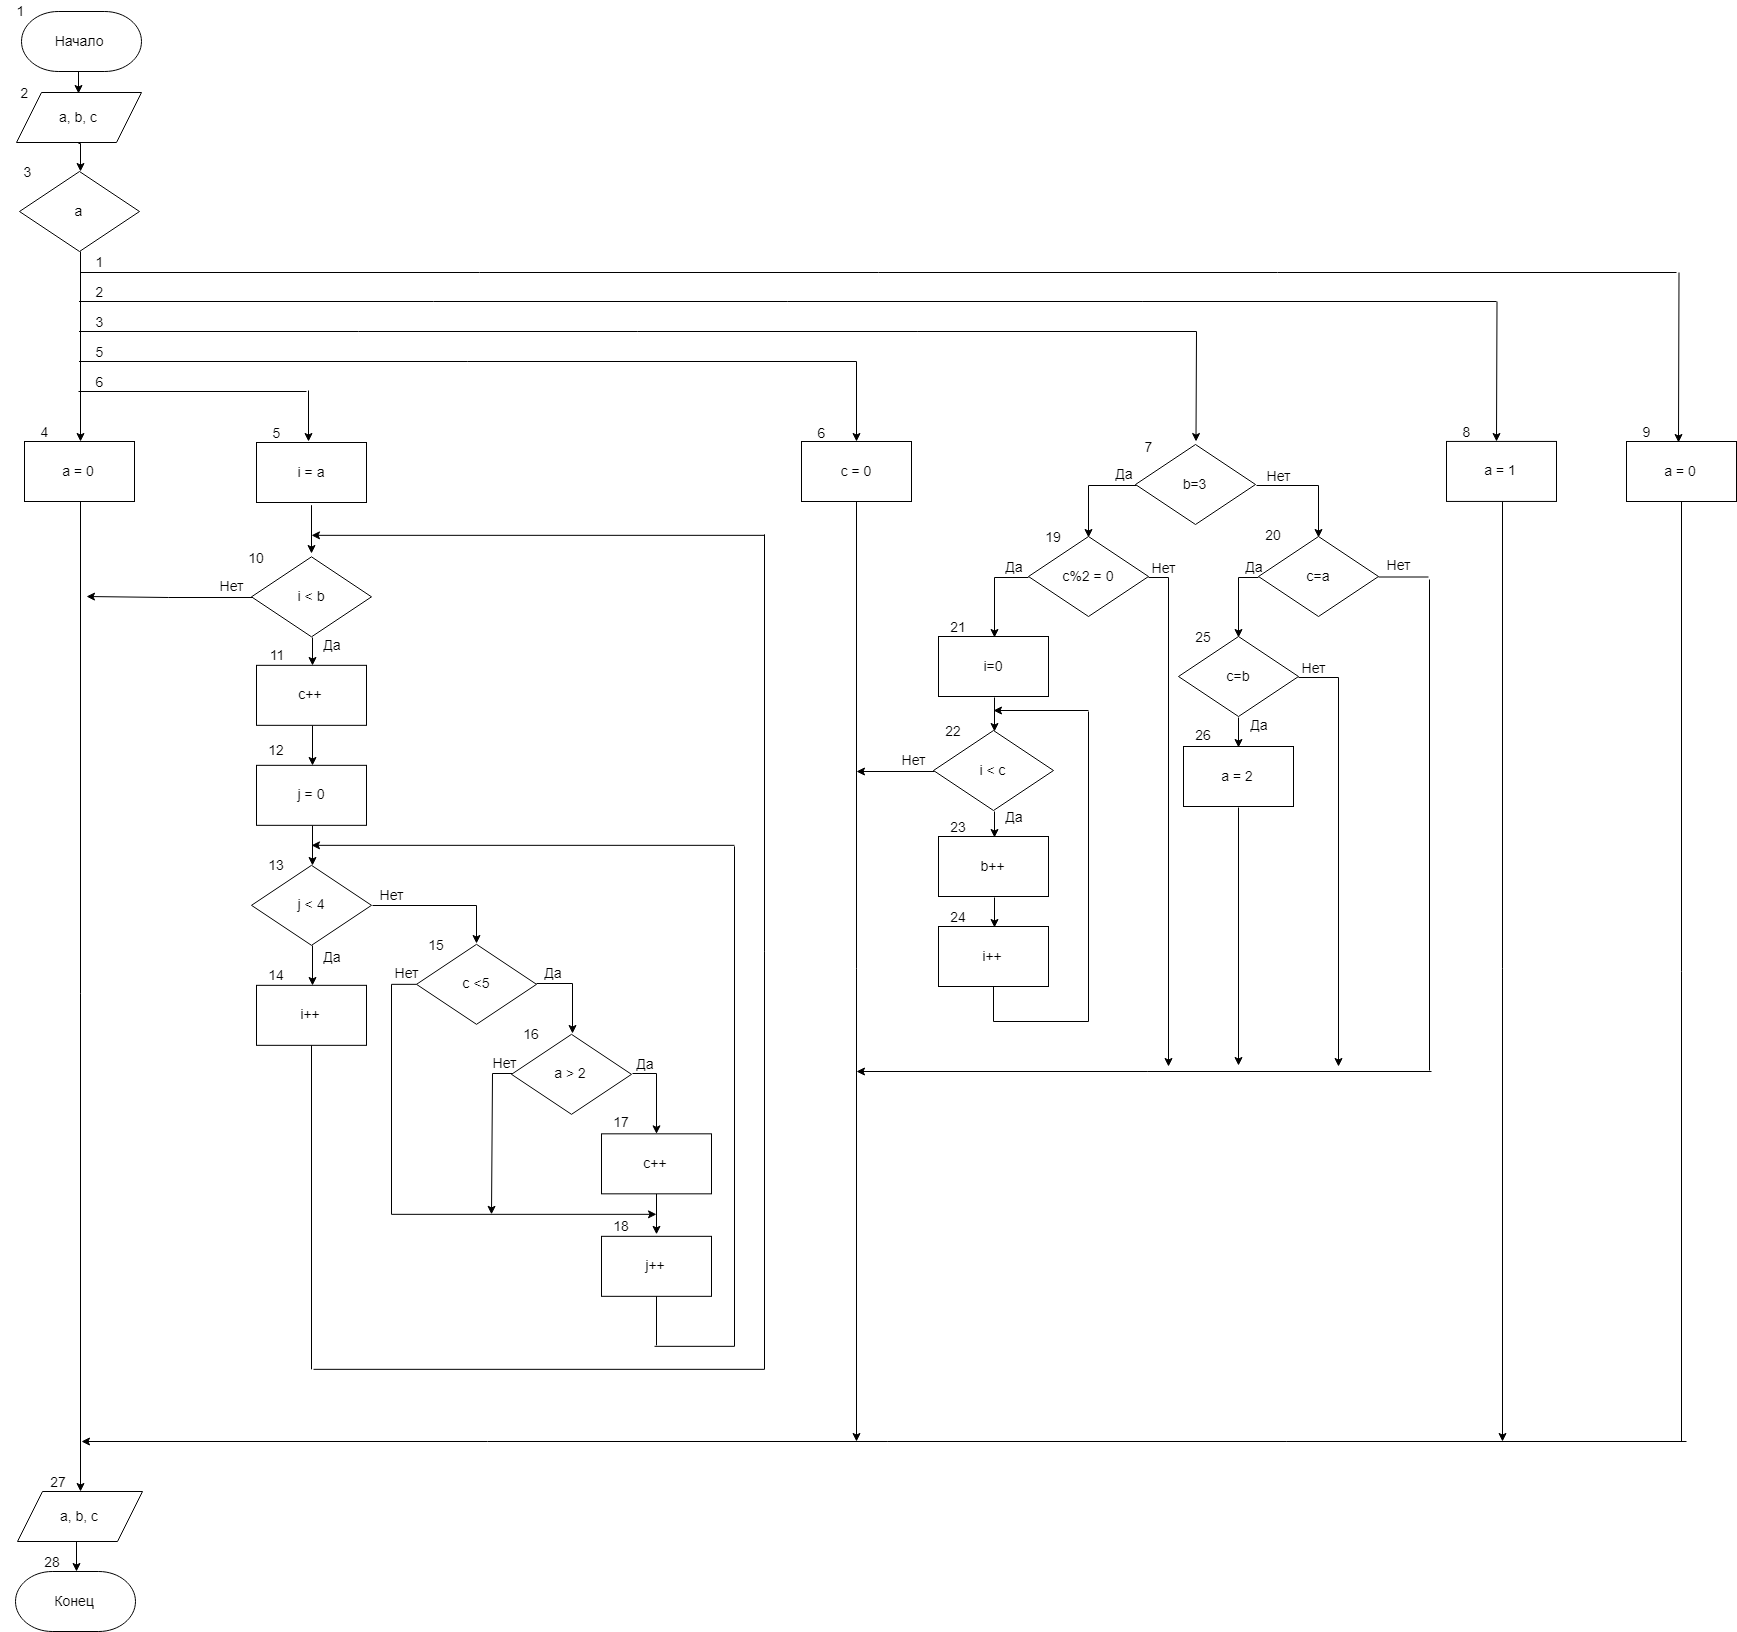 1
Начало
2
a, b, c
3
a
1
2
3
5
6
4
a = 0
5
i = a
6
c = 0
7
b=3
Да
Нет
8
a = 1
9
a = 0
10
i < b
Нет
Да
11
c++
12
j = 0
13
j < 4
Нет
Да
14
i++
15
c <5
Нет
Да
16
a > 2
Нет
Да
17
c++
18
j++
19
c%2 = 0
Да
Нет
20
c=a
Да
Нет
21
i=0
22
i < c
Нет
Да
23
b++
24
i++
25
c=b
Нет
Да
26
a = 2
27
a, b, c
28
Конец